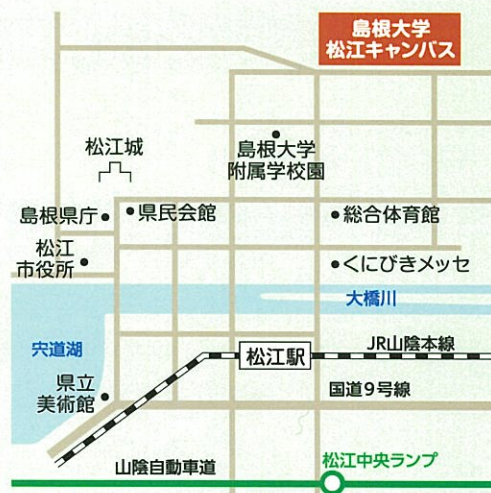 島根大学
松江キャンパス
松江城
島根大学
附属学校園
島根県庁
県民会館
総合体育館
松江
市役所
くにびきメッセ
大橋川
宍道湖
松江駅
JR山陰本線
県立
美術館
国道9号線
山陰自動車道
松江中央ランプ